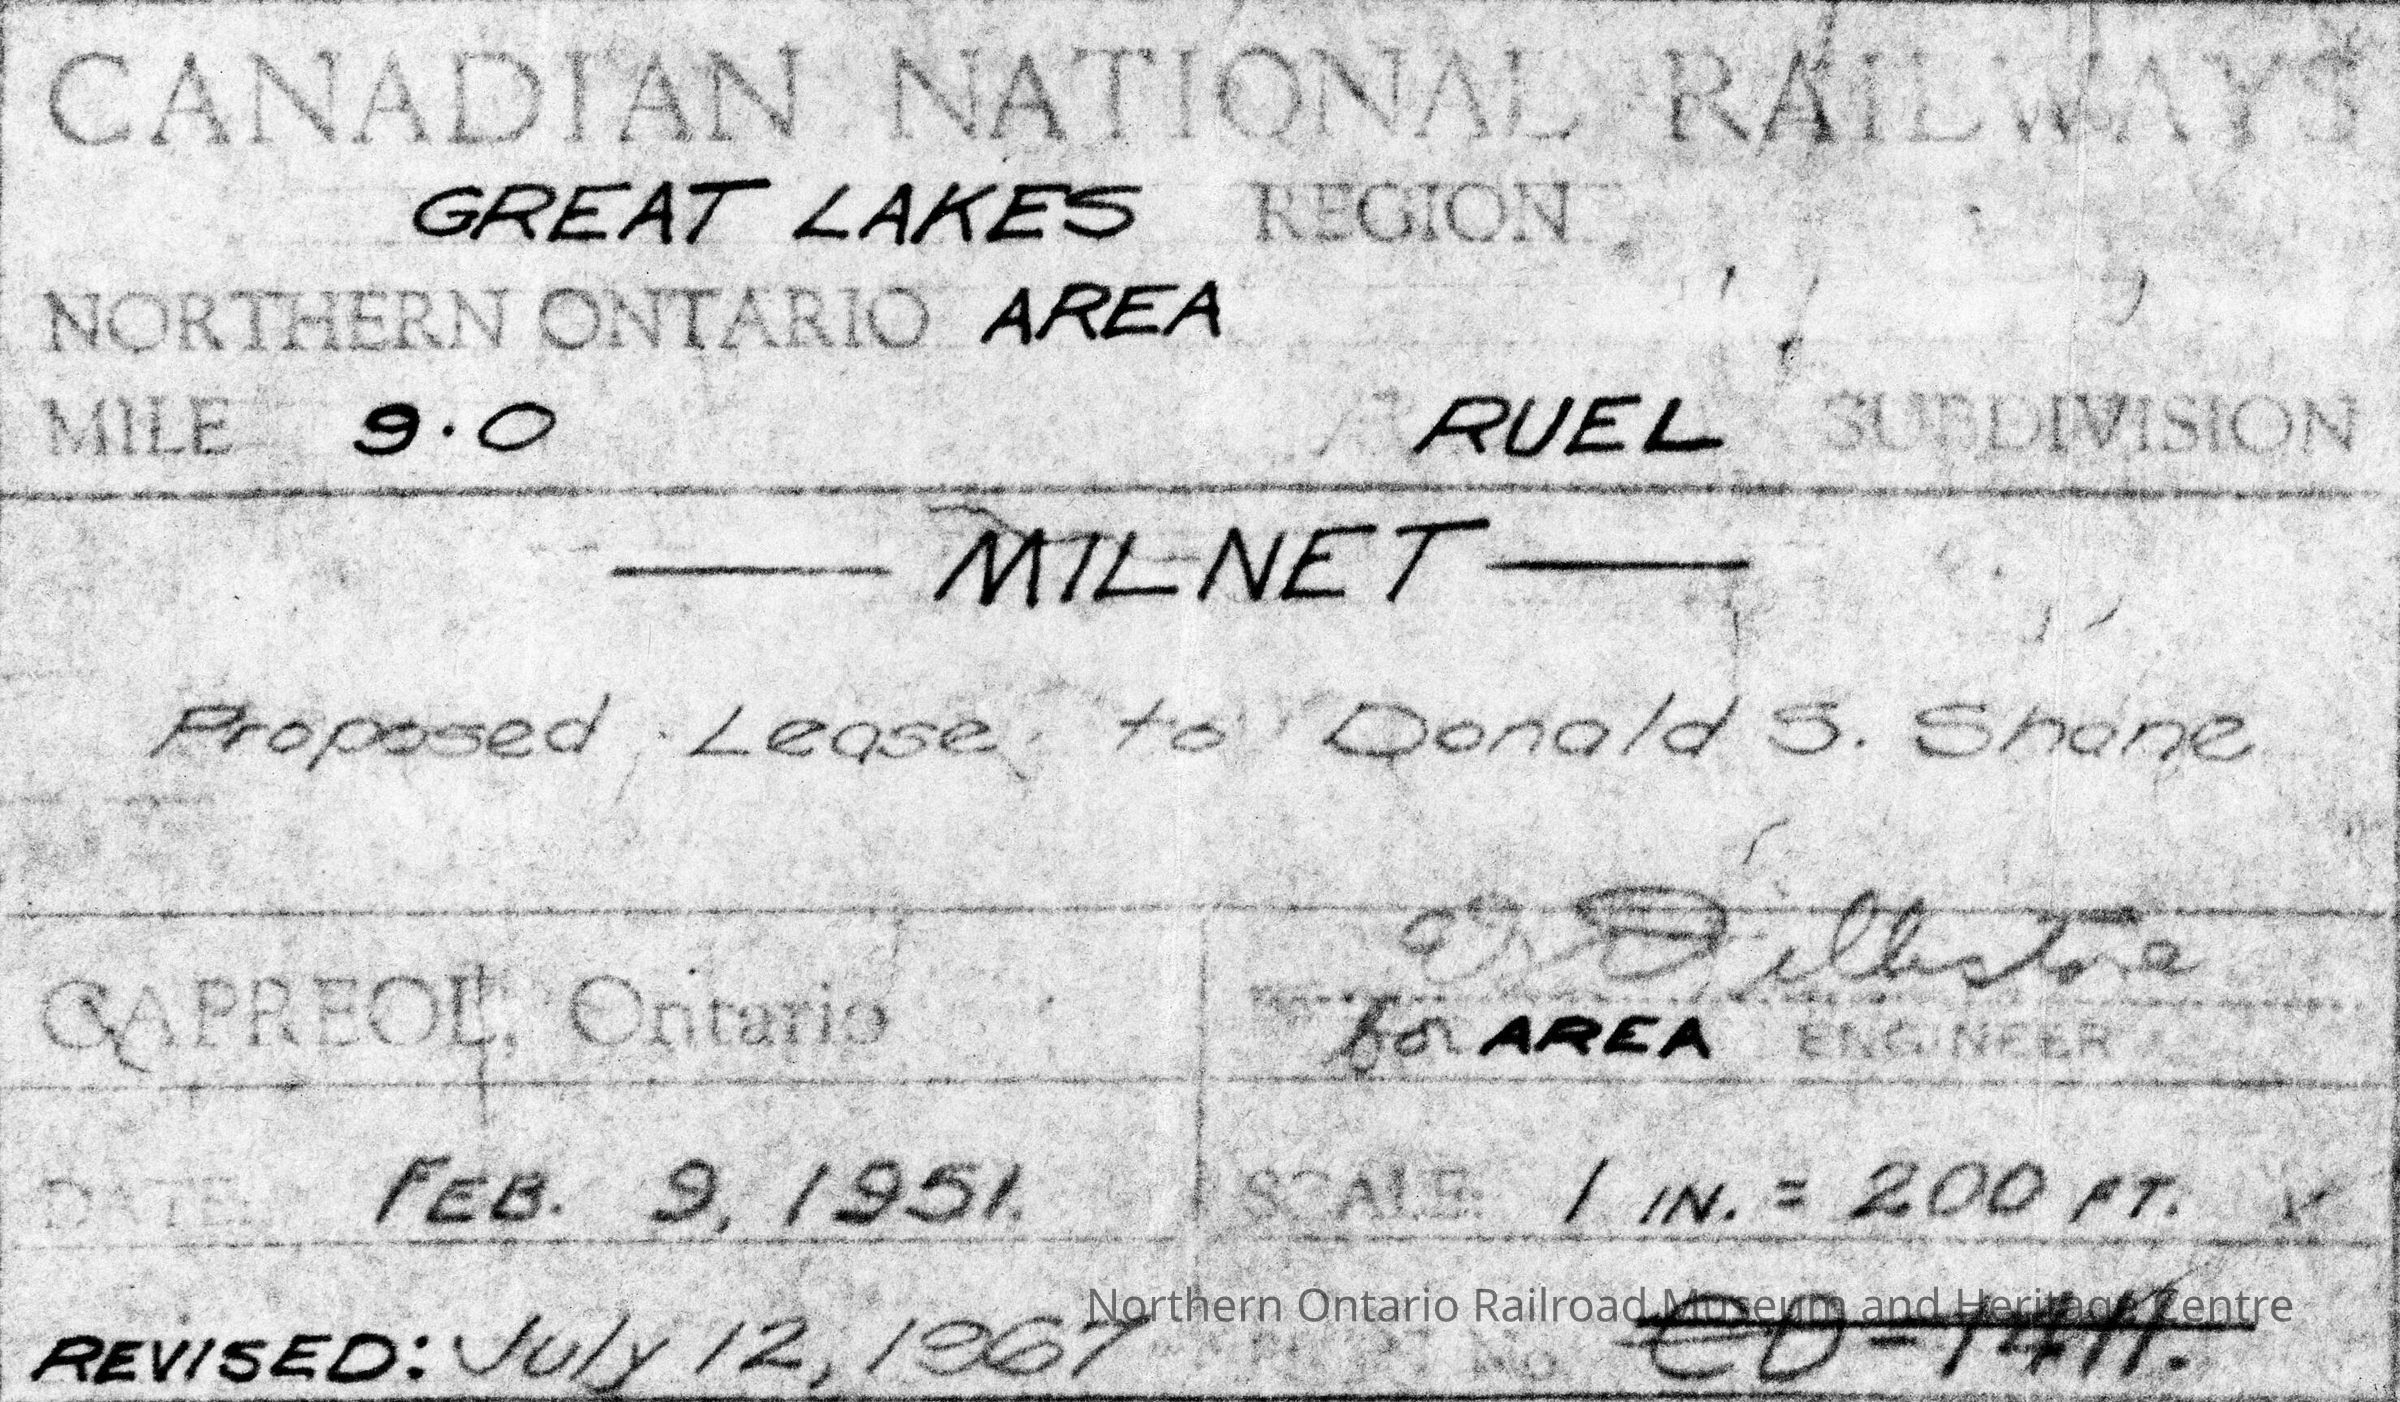 CANADIAN NATIONAL RAILWAYS
GREAT LAKES REGION
NORTHERN ONTARIO AREA
MILE 9.0 RUEL SUBDIVISION
MILNET
Proposed Lease to Donald S. Shane
CAPREOL, Ontario
for AREA ENGINEER
DATE: FEB. 9, 1951. SCALE: 1 IN. = 200 FT.
Northern Ontario Railroad Museum and Heritage Centre
REVISED: July 12, 1967 NO.